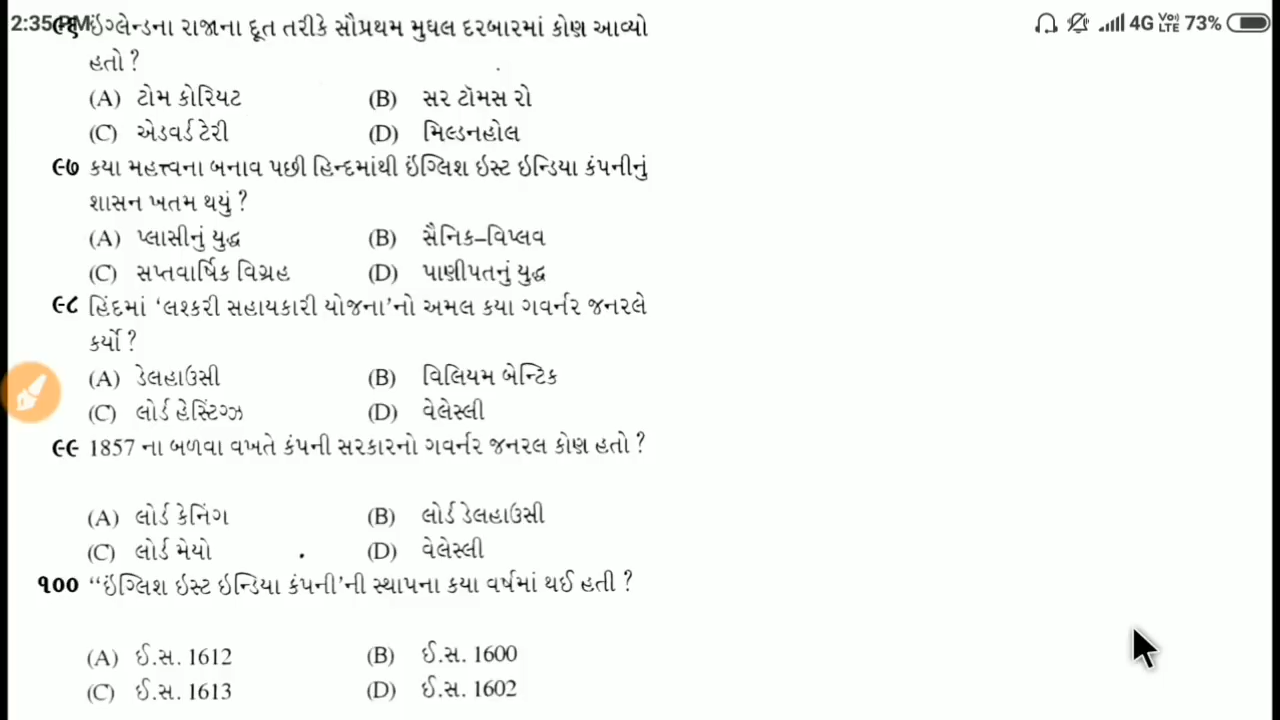 2:35 PM 4G VoLTE 73%
૯૬ ઇંગ્લેન્ડના રાજાના દૂત તરીકે સૌપ્રથમ મુઘલ દરબારમાં કોણ આવ્યો
હતો ?
(A) ટોમ કોરિયટ (B) સર ટૉમસ રો
(C) એડવર્ડ ટેરી (D) મિલ્ડનહોલ
૯૭ કયા મહત્ત્વના બનાવ પછી હિન્દમાંથી ઇંગ્લિશ ઇસ્ટ ઇન્ડિયા કંપનીનું
શાસન ખતમ થયું ?
(A) પ્લાસીનું યુદ્ધ (B) સૈનિક–વિપ્લવ
(C) સપ્તવાર્ષિક વિગ્રહ (D) પાણીપતનું યુદ્ધ
૯૮ હિંદમાં ‘લશ્કરી સહાયકારી યોજના’નો અમલ કયા ગવર્નર જનરલે
કર્યો ?
(A) ડેલહાઉસી (B) વિલિયમ બેન્ટિક
(C) લોર્ડ હેસ્ટિંગ્ઝ (D) વેલેસ્લી
૯૯ 1857 ના બળવા વખતે કંપની સરકારનો ગવર્નર જનરલ કોણ હતો ?
(A) લોર્ડ કેનિંગ (B) લોર્ડ ડેલહાઉસી
(C) લોર્ડ મેયો (D) વેલેસ્લી
૧૦૦ “ઇંગ્લિશ ઇસ્ટ ઇન્ડિયા કંપની’ની સ્થાપના કયા વર્ષમાં થઈ હતી ?
(A) ઈ.સ. 1612 (B) ઈ.સ. 1600
(C) ઈ.સ. 1613 (D) ઈ.સ. 1602